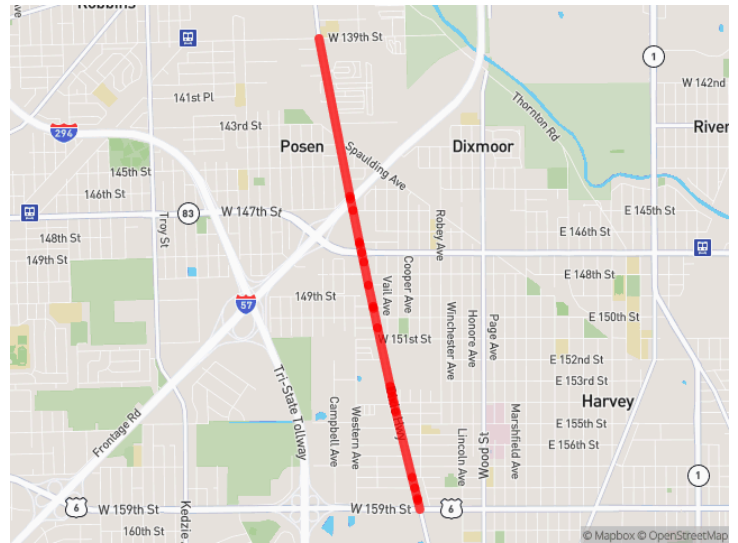 Robbins
W 139th St
1
W 142nd
141st Pl
Thornton Rd
River
143rd St
294
Posen
Spaulding Ave
Dixmoor
145th St
146th St
83
W 147th St
Troy St
Robey Ave
E 145th St
E 146th St
148th St
149th St
Cooper Ave
Vail Ave
E 148th St
57
149th St
Winchester Ave
Honore Ave
Page Ave
E 150th St
W 151st St
E 152nd St
E 153rd St
Tri-State Tollway
Harvey
Frontage Rd
Campbell Ave
Western Ave
Hwy
Lincoln Ave
Wood St
Marshfield Ave
E 155th St
E 156th St
1
6
W 159th St
W 159th St
6
160th St
Kedzie
© Mapbox © OpenStreetMap